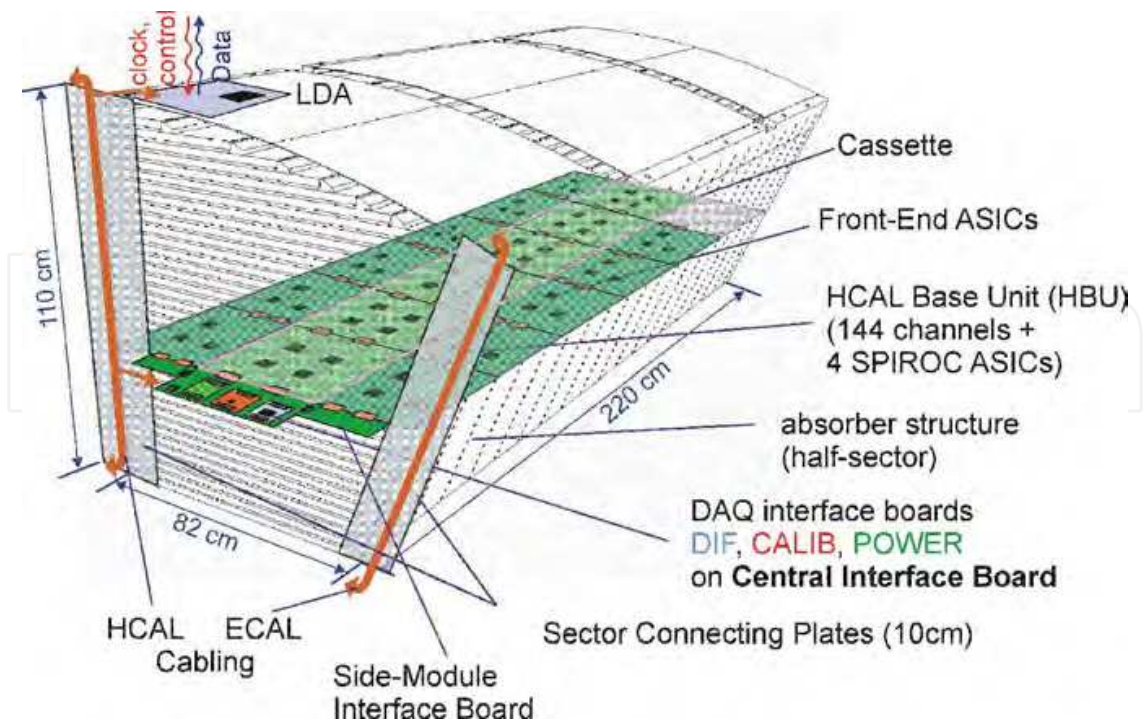 clock,
control
Data
LDA
Cassette
Front-End ASICs
110 cm
HCAL Base Unit (HBU)
(144 channels +
4 SPIROC ASICs)
220 cm
absorber structure
(half-sector)
82 cm
DAQ interface boards
DIF, CALIB, POWER
on Central Interface Board
HCAL ECAL
Cabling
Sector Connecting Plates (10cm)
Side-Module
Interface Board